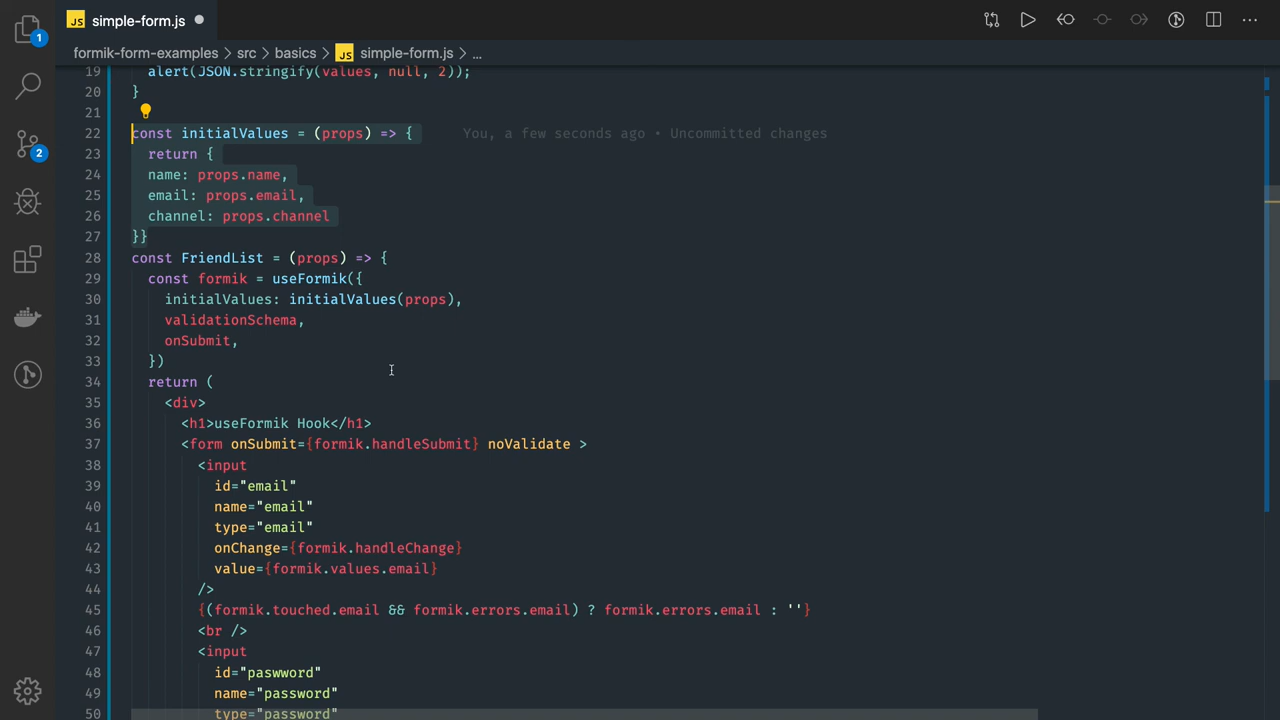 JS simple-form.js
formik-form-examples > src > basics > JS simple-form.js > ...
1
2
19 alert(JSON.stringify(values, null, 2));
20 }
21
22 const initialValues = (props) => { You, a few seconds ago • Uncommitted changes
23 return {
24 name: props.name,
25 email: props.email,
26 channel: props.channel
27 }}
28 const FriendList = (props) => {
29 const formik = useFormik({
30 initialValues: initialValues(props),
31 validationSchema,
32 onSubmit,
33 })
34 return (
35 <div>
36 <h1>useFormik Hook</h1>
37 <form onSubmit={formik.handleSubmit} noValidate >
38 <input
39 id="email"
40 name="email"
41 type="email"
42 onChange={formik.handleChange}
43 value={formik.values.email}
44 />
45 {(formik.touched.email && formik.errors.email) ? formik.errors.email : ''}
46 <br />
47 <input
48 id="paswword"
49 name="password"
50 type="password"